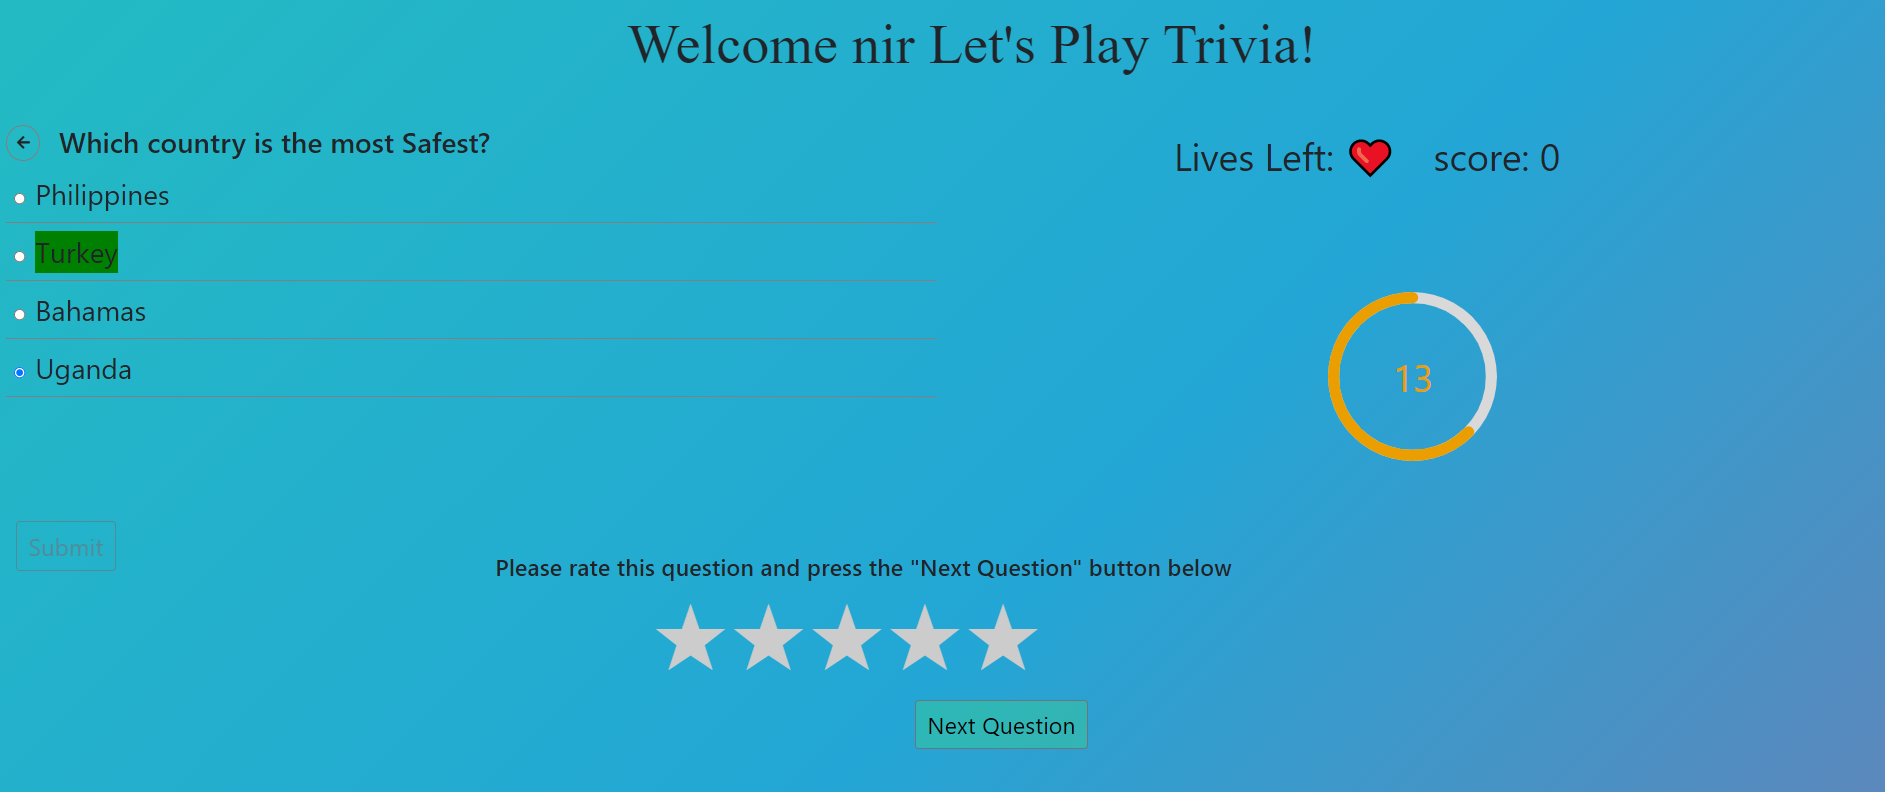 Welcome nir Let's Play Trivia!
Which country is the most Safest?
Philippines
Turkey
Bahamas
Uganda
Lives Left:
score: 0
13
Submit
Please rate this question and press the "Next Question" button below
Next Question